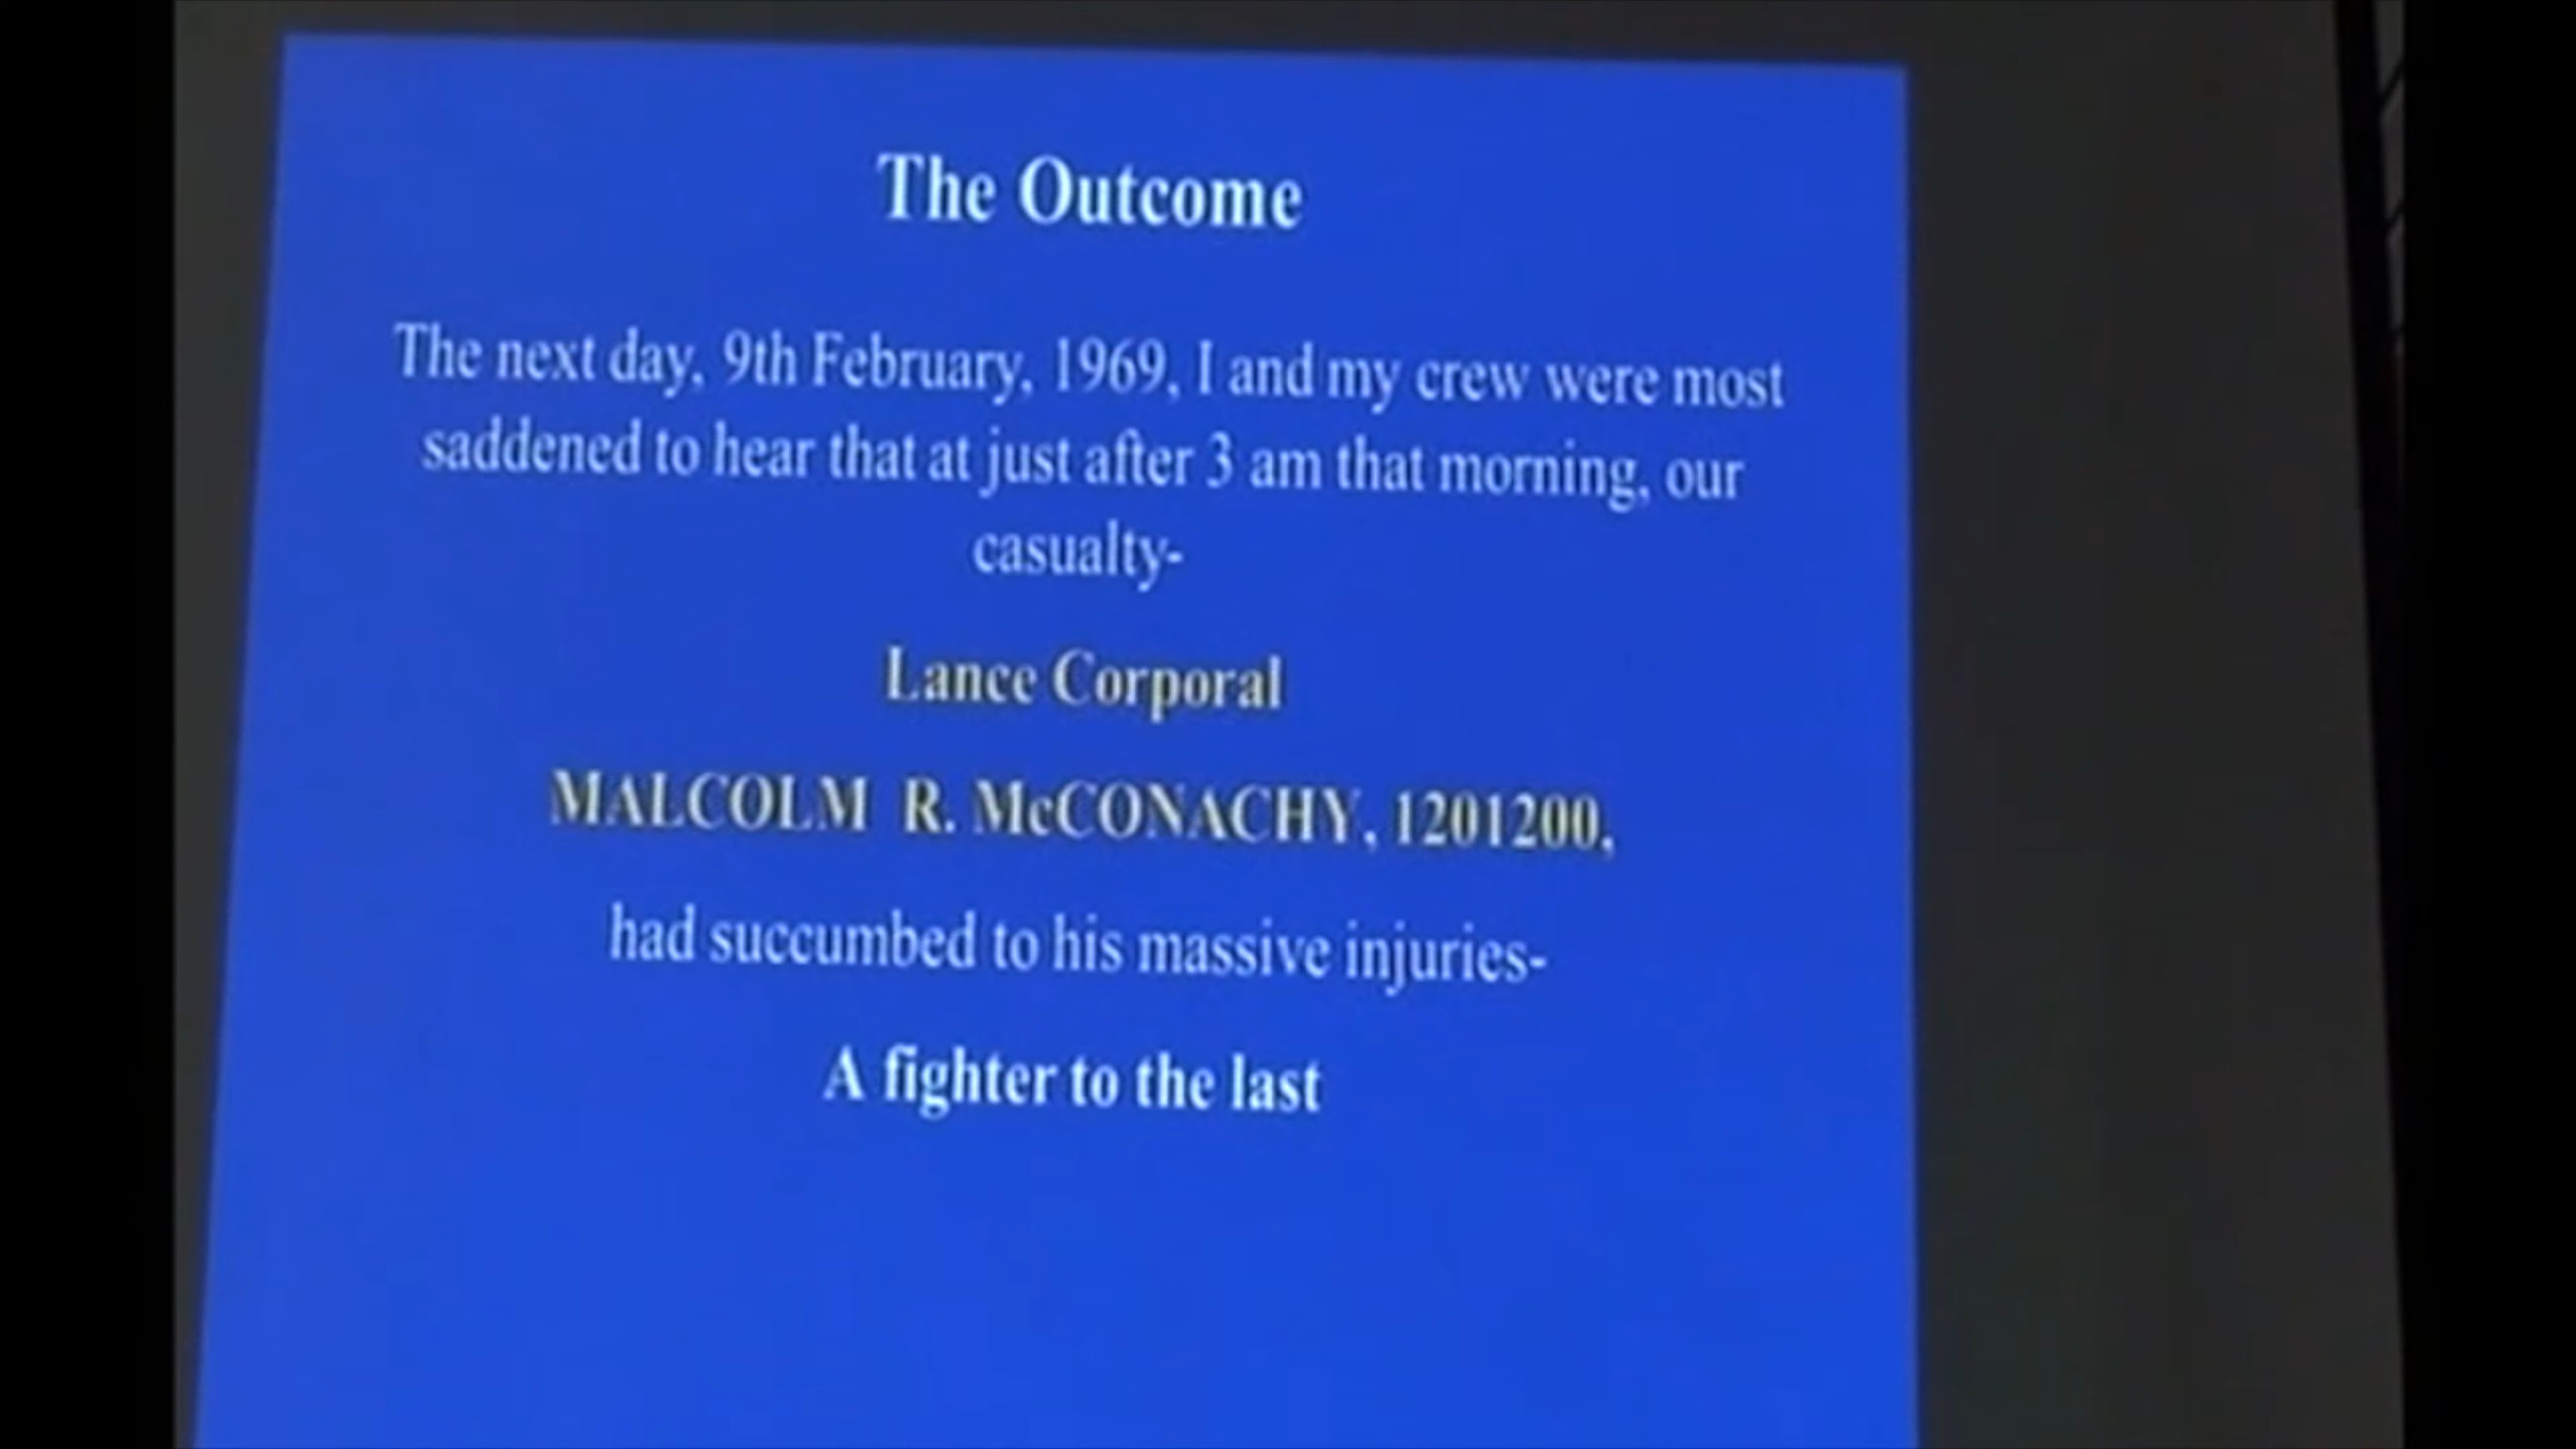 The Outcome
The next day, 9th February, 1969, I and my crew were most
saddened to hear that at just after 3 am that morning, our
casualty-
Lance Corporal
MALCOLM R. McCONACHY, 1201200,
had succumbed to his massive injuries-
A fighter to the last